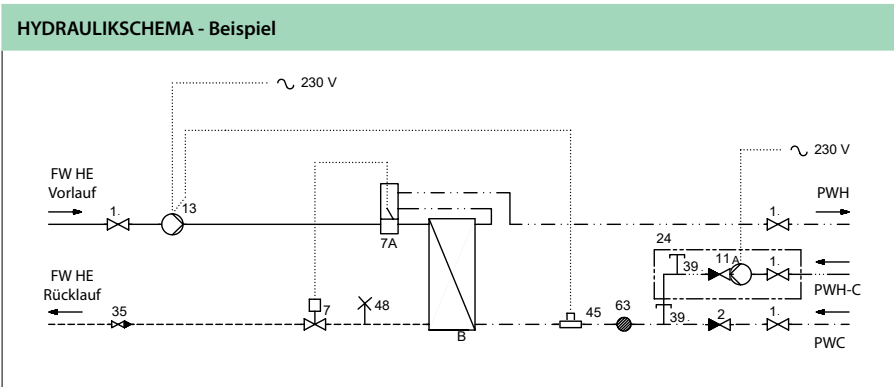 HYDRAULIKSCHEMA - Beispiel
230 V
230 V
FW HE
Vorlauf
1.
13
7A
1.
PWH
24
39.
11A
1.
PWH-C
FW HE
Rücklauf
35
7
48
B
45
63
39.
2
1.
PWC